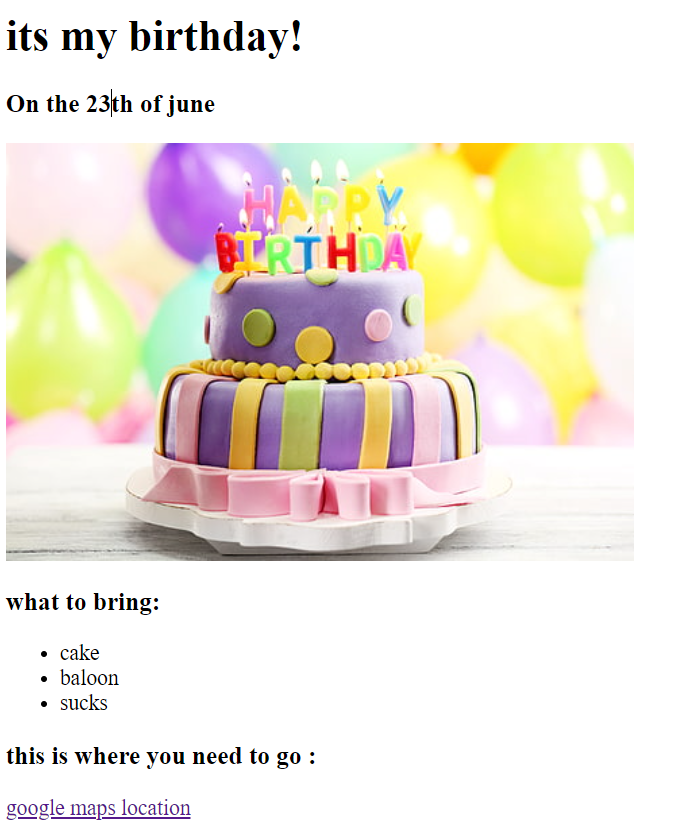 its my birthday!
On the 23th of june
HAPPY
BIRTHDAY
what to bring:
cake
baloon
sucks
this is where you need to go :
google maps location